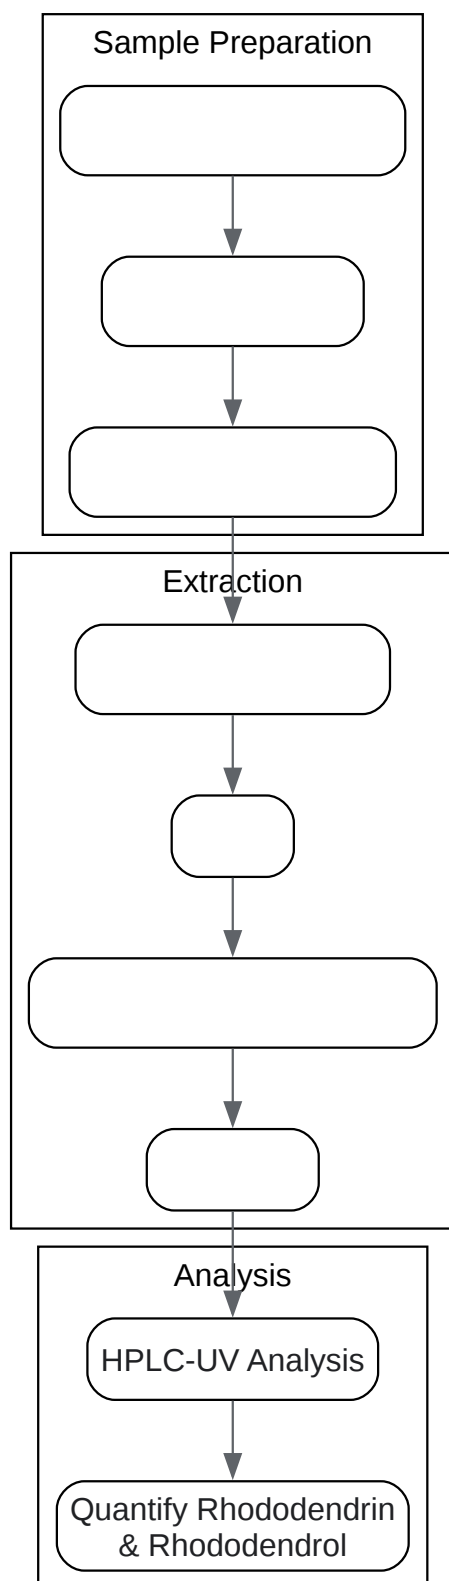 Sample Preparation
Extraction
Analysis
HPLC-UV Analysis
Quantify Rhododendrin
& Rhododendrol